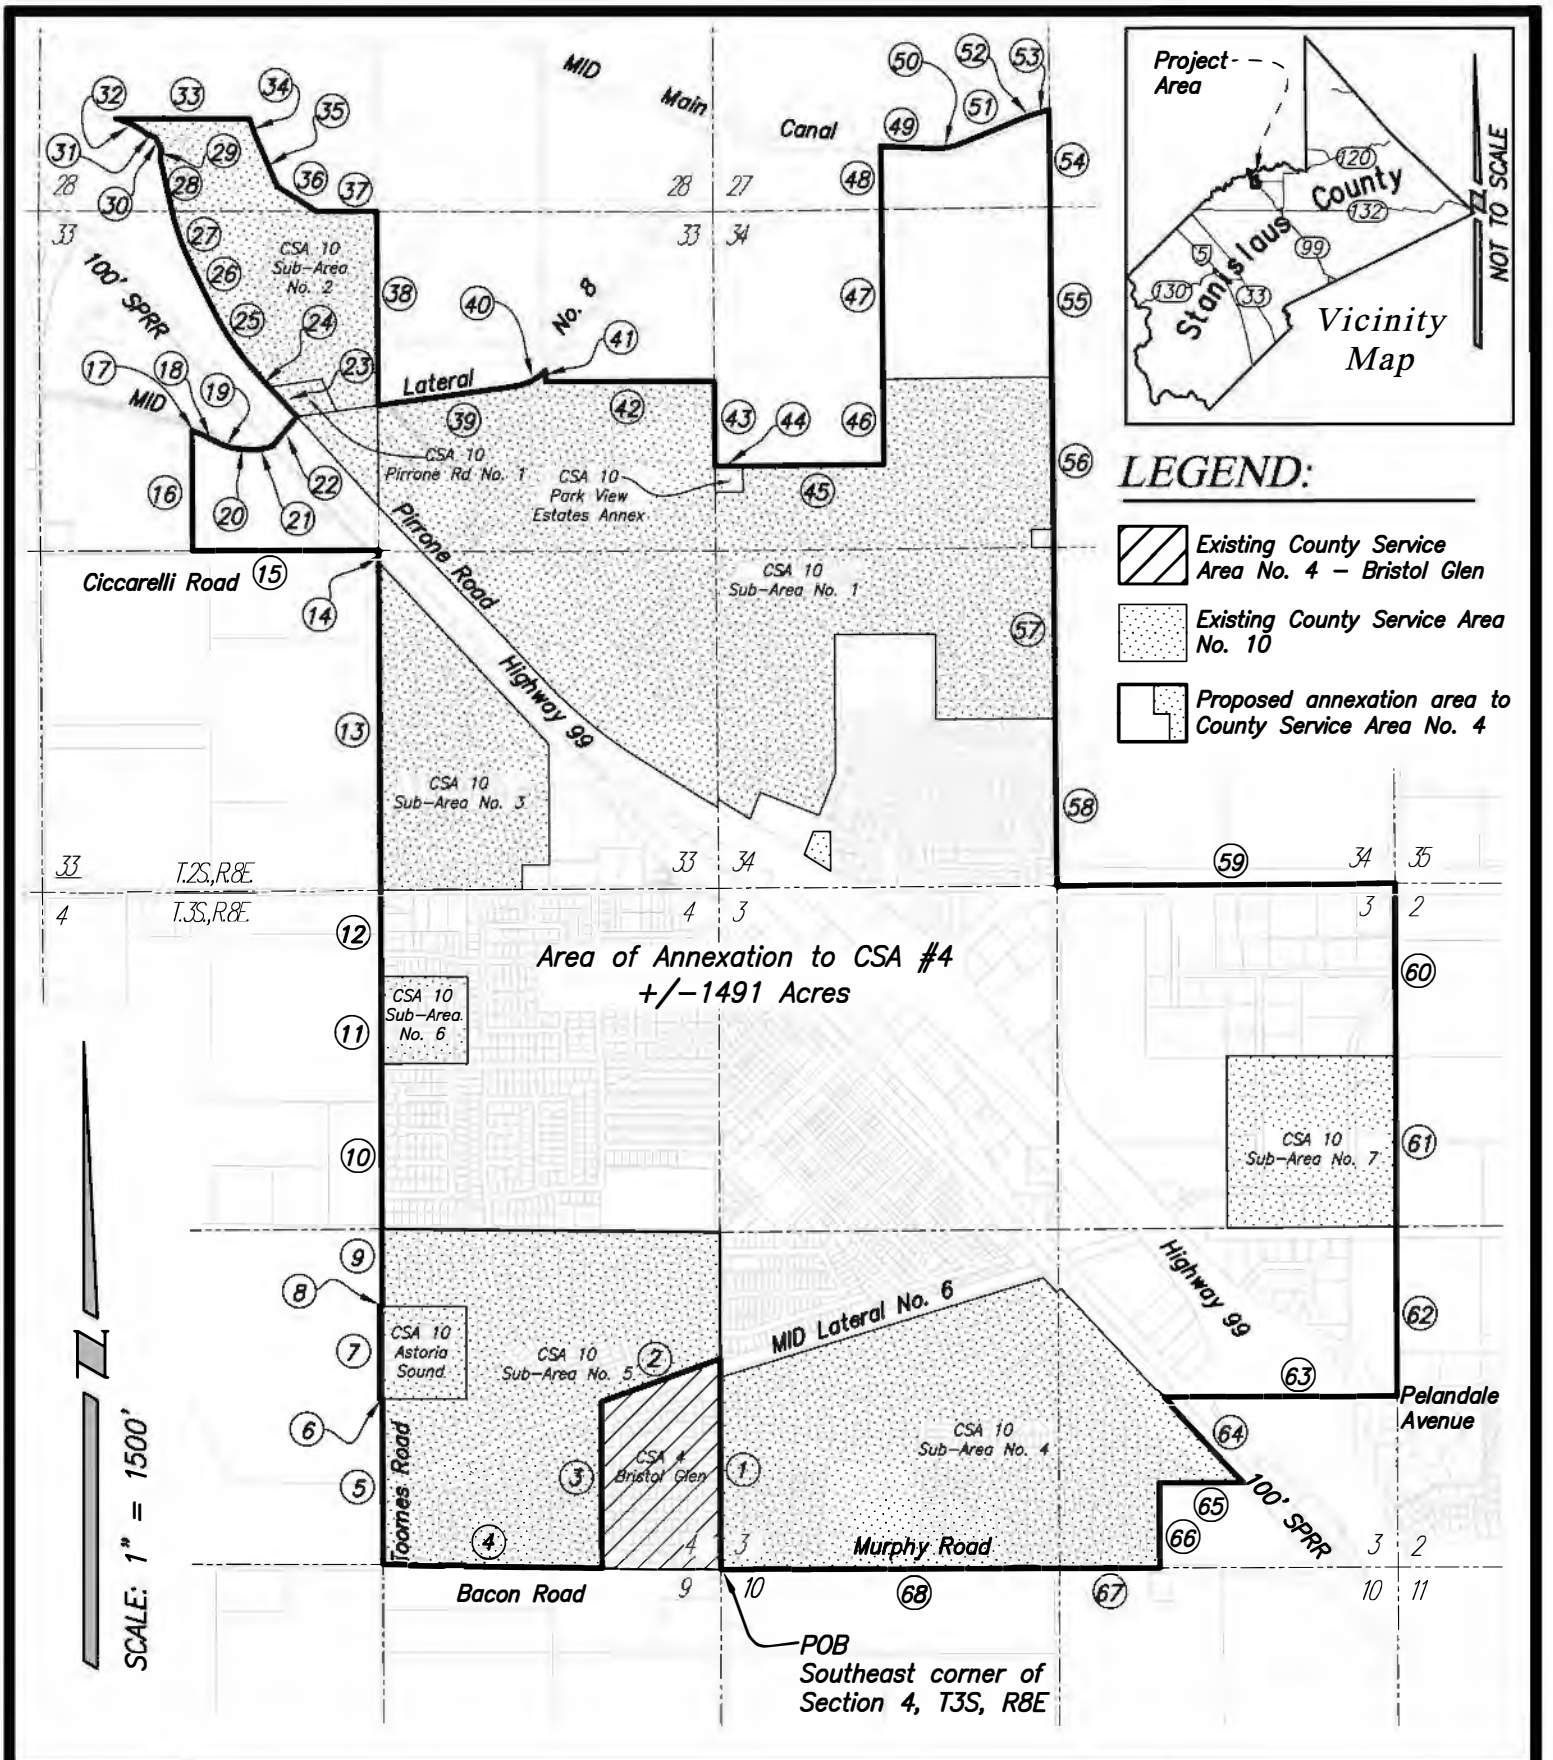 MID
Main
Canal
Project
Area
120
132
99
5
33
130
Stanislaus
County
Vicinity
Map
NOT TO SCALE
32
33
34
35
31
30
29
28
36
37
28
33
28
27
33
34
27
26
25
24
23
38
100' SPRR
CSA 10
Sub-Area
No. 2
17
18
19
MID
16
20
21
22
40
No. 8
41
Lateral
39
42
43
44
45
46
47
48
49
50
51
52
53
54
55
56
57
CSA 10
Pirrone Rd No. 1
CSA 10
Park View
Estates Annex
Pirrone Road
CSA 10
Sub-Area No. 1
LEGEND:
Existing County Service
Area No. 4 - Bristol Glen
Existing County Service Area
No. 10
Proposed annexation area to
County Service Area No. 4
Ciccarelli Road
15
14
13
Highway 99
CSA 10
Sub-Area No. 3
58
59
33
T.2S.,R.8E.
4
T.3S.,R.8E.
33
34
4
3
34
35
3
2
12
Area of Annexation to CSA #4
+/-1491 Acres
60
CSA 10
Sub-Area
No. 6
11
10
CSA 10
Sub-Area No. 7
61
9
8
7
CSA 10
Astoria
Sound
6
5
CSA 10
Sub-Area No. 5
2
MID Lateral No. 6
Highway 99
62
63
Pelandale
Avenue
64
CSA 10
Sub-Area No. 4
CSA 4
Bristol Glen
1
3
4
Toomes Road
65
66
100' SPRR
4
3
Murphy Road
3
2
Bacon Road
9
10
68
67
10
11
POB
Southeast corner of
Section 4, T3S, R8E
SCALE: 1" = 1500'